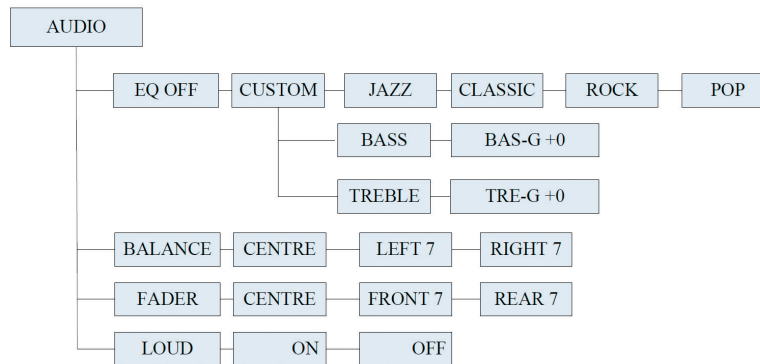 AUDIO
EQ OFF CUSTOM JAZZ CLASSIC ROCK POP
BASS BAS-G +0
TREBLE TRE-G +0
BALANCE CENTRE LEFT 7 RIGHT 7
FADER CENTRE FRONT 7 REAR 7
LOUD ON OFF